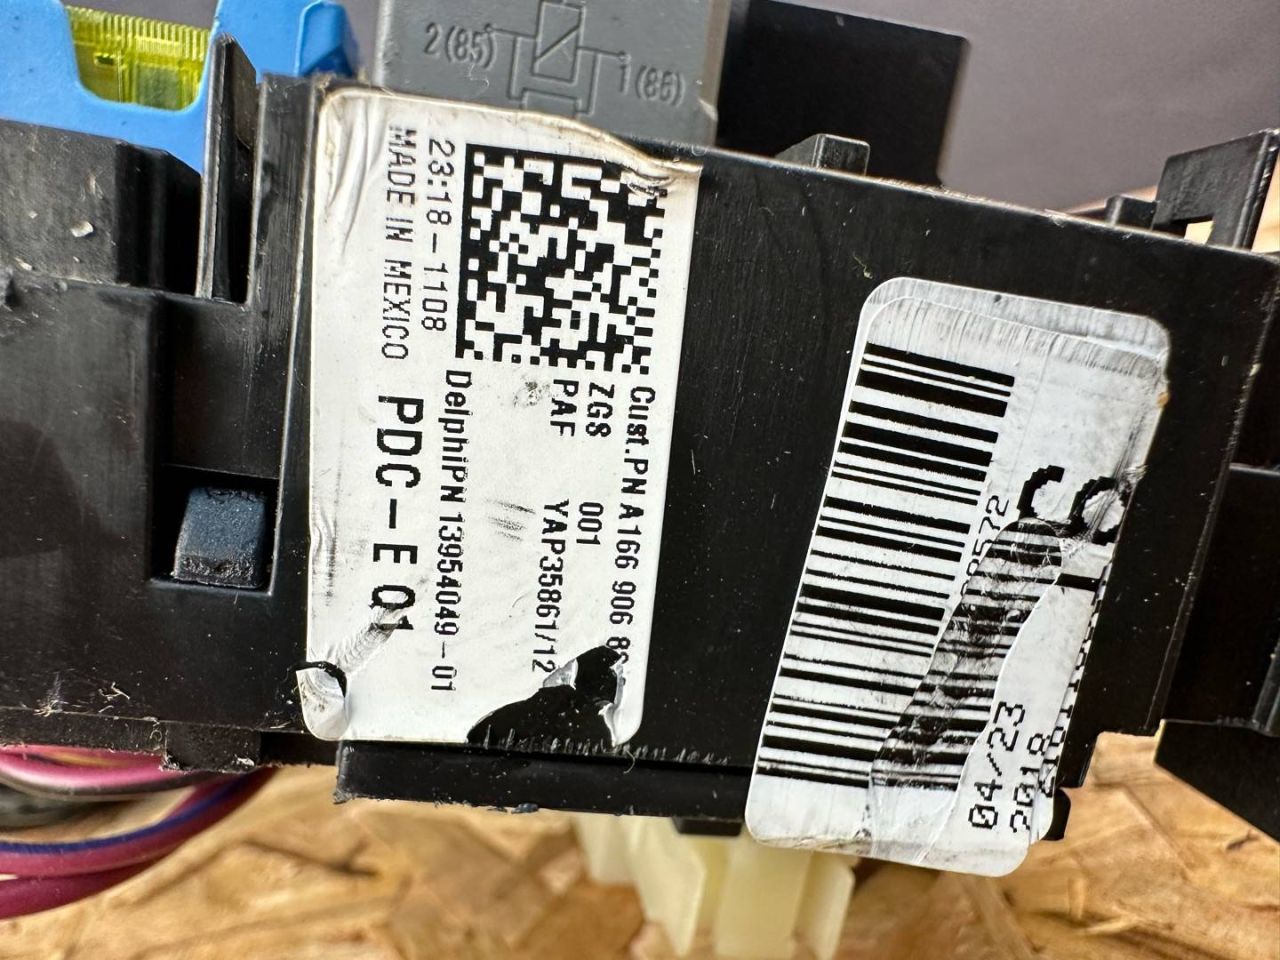 2(85)
1(86)
Cust.PN A166 906
ZGS 001
PAF YAP35861/12
DelphiPN 13954049-01
23:18-1108
MADE IN MEXICO
PDC-E
04/23
2018